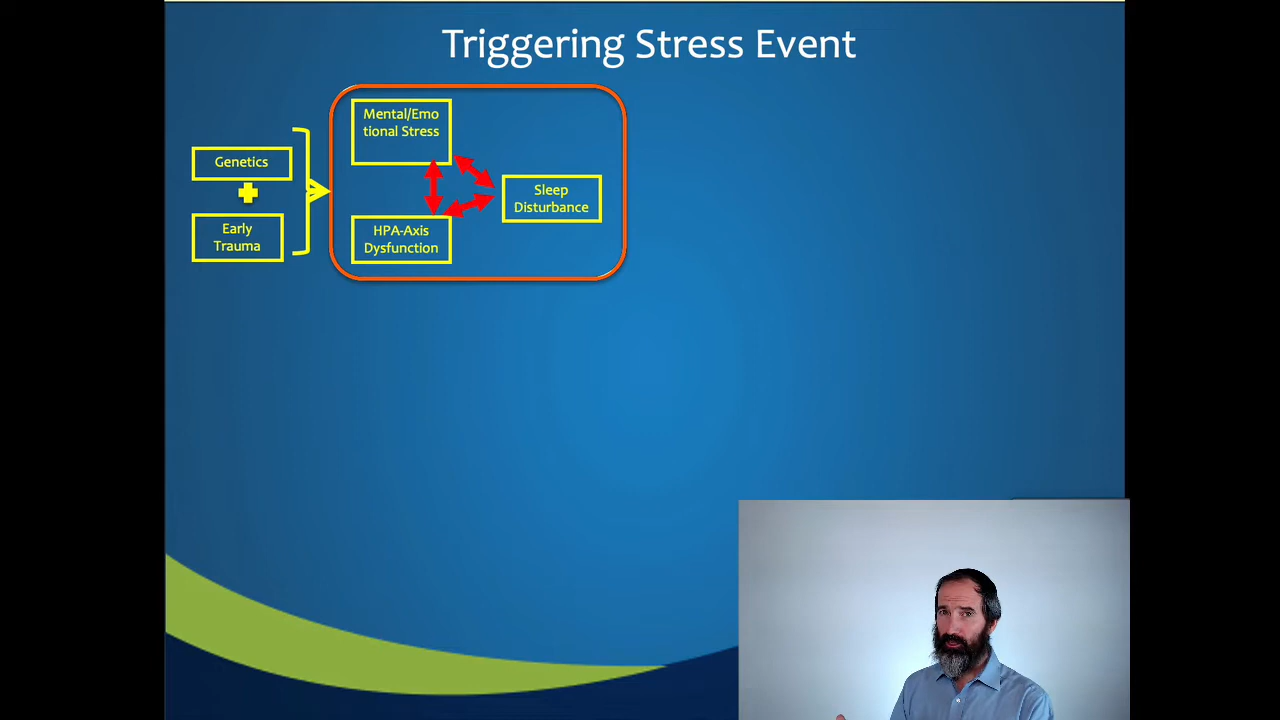 Triggering Stress Event
Mental/Emo
tional Stress
Genetics
Sleep
Disturbance
Early
Trauma
HPA-Axis
Dysfunction